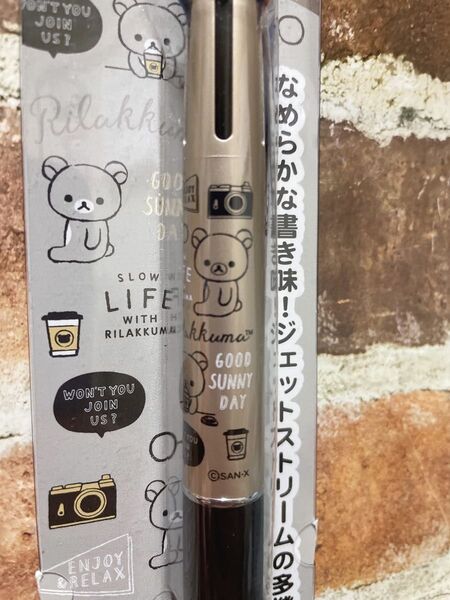 WON'T YOU
JOIN
US?
Rilakkuma
GOOD
SUNNY
DAY
SLOW
LIFE
WITH
RILAKKUMA
WON'T YOU
JOIN
US?
ENJOY
& RELAX
kkuma™
GOOD
SUNNY
DAY
©SAN-X
なめらかな書き味！ジェットストリームの多機